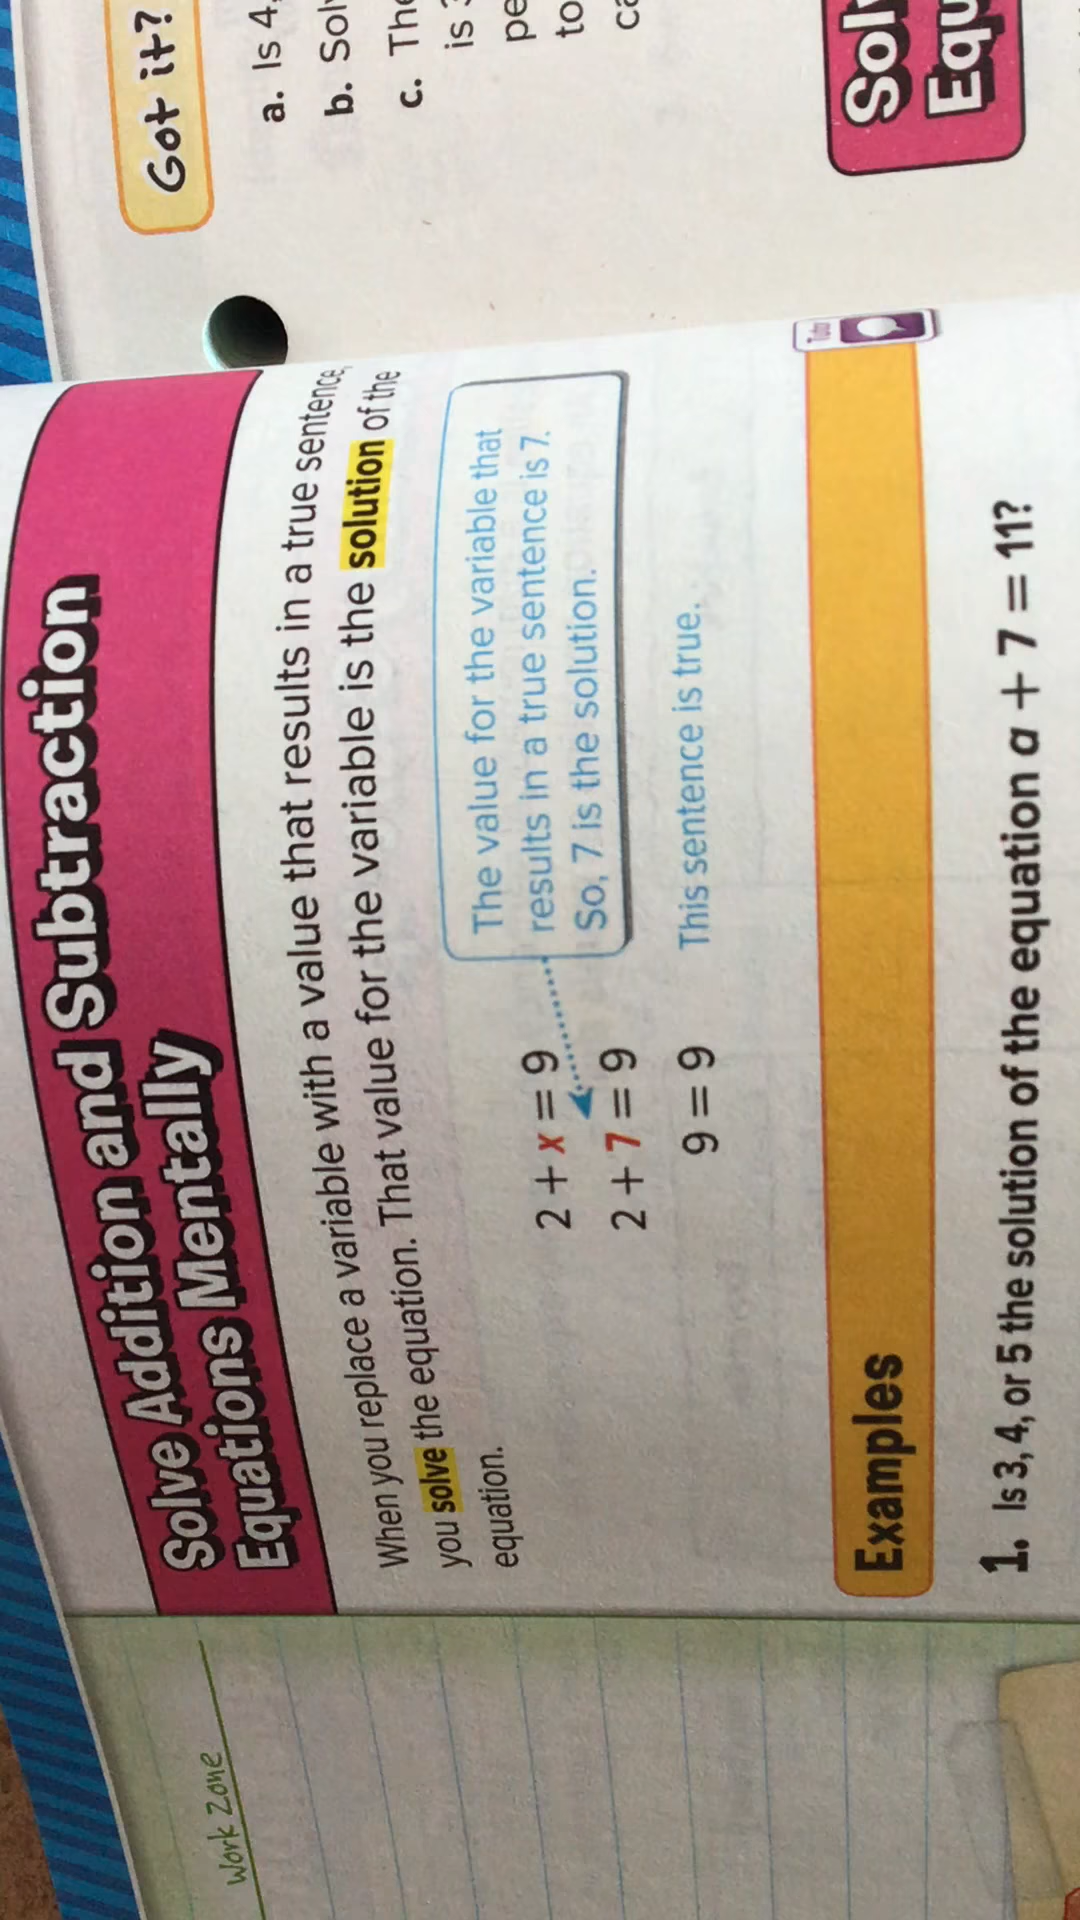 Work Zone
Solve Addition and Subtraction
Equations Mentally
When you replace a variable with a value that results in a true sentence,
you solve the equation. That value for the variable is the solution of the
equation.
2 + x = 9
2 + 7 = 9
9 = 9
The value for the variable that
results in a true sentence is 7.
So, 7 is the solution.
This sentence is true.
Examples
Tutor
1. Is 3, 4, or 5 the solution of the equation a + 7 = 11?
Got it?
a. Is 4,
b.
c.
is
to